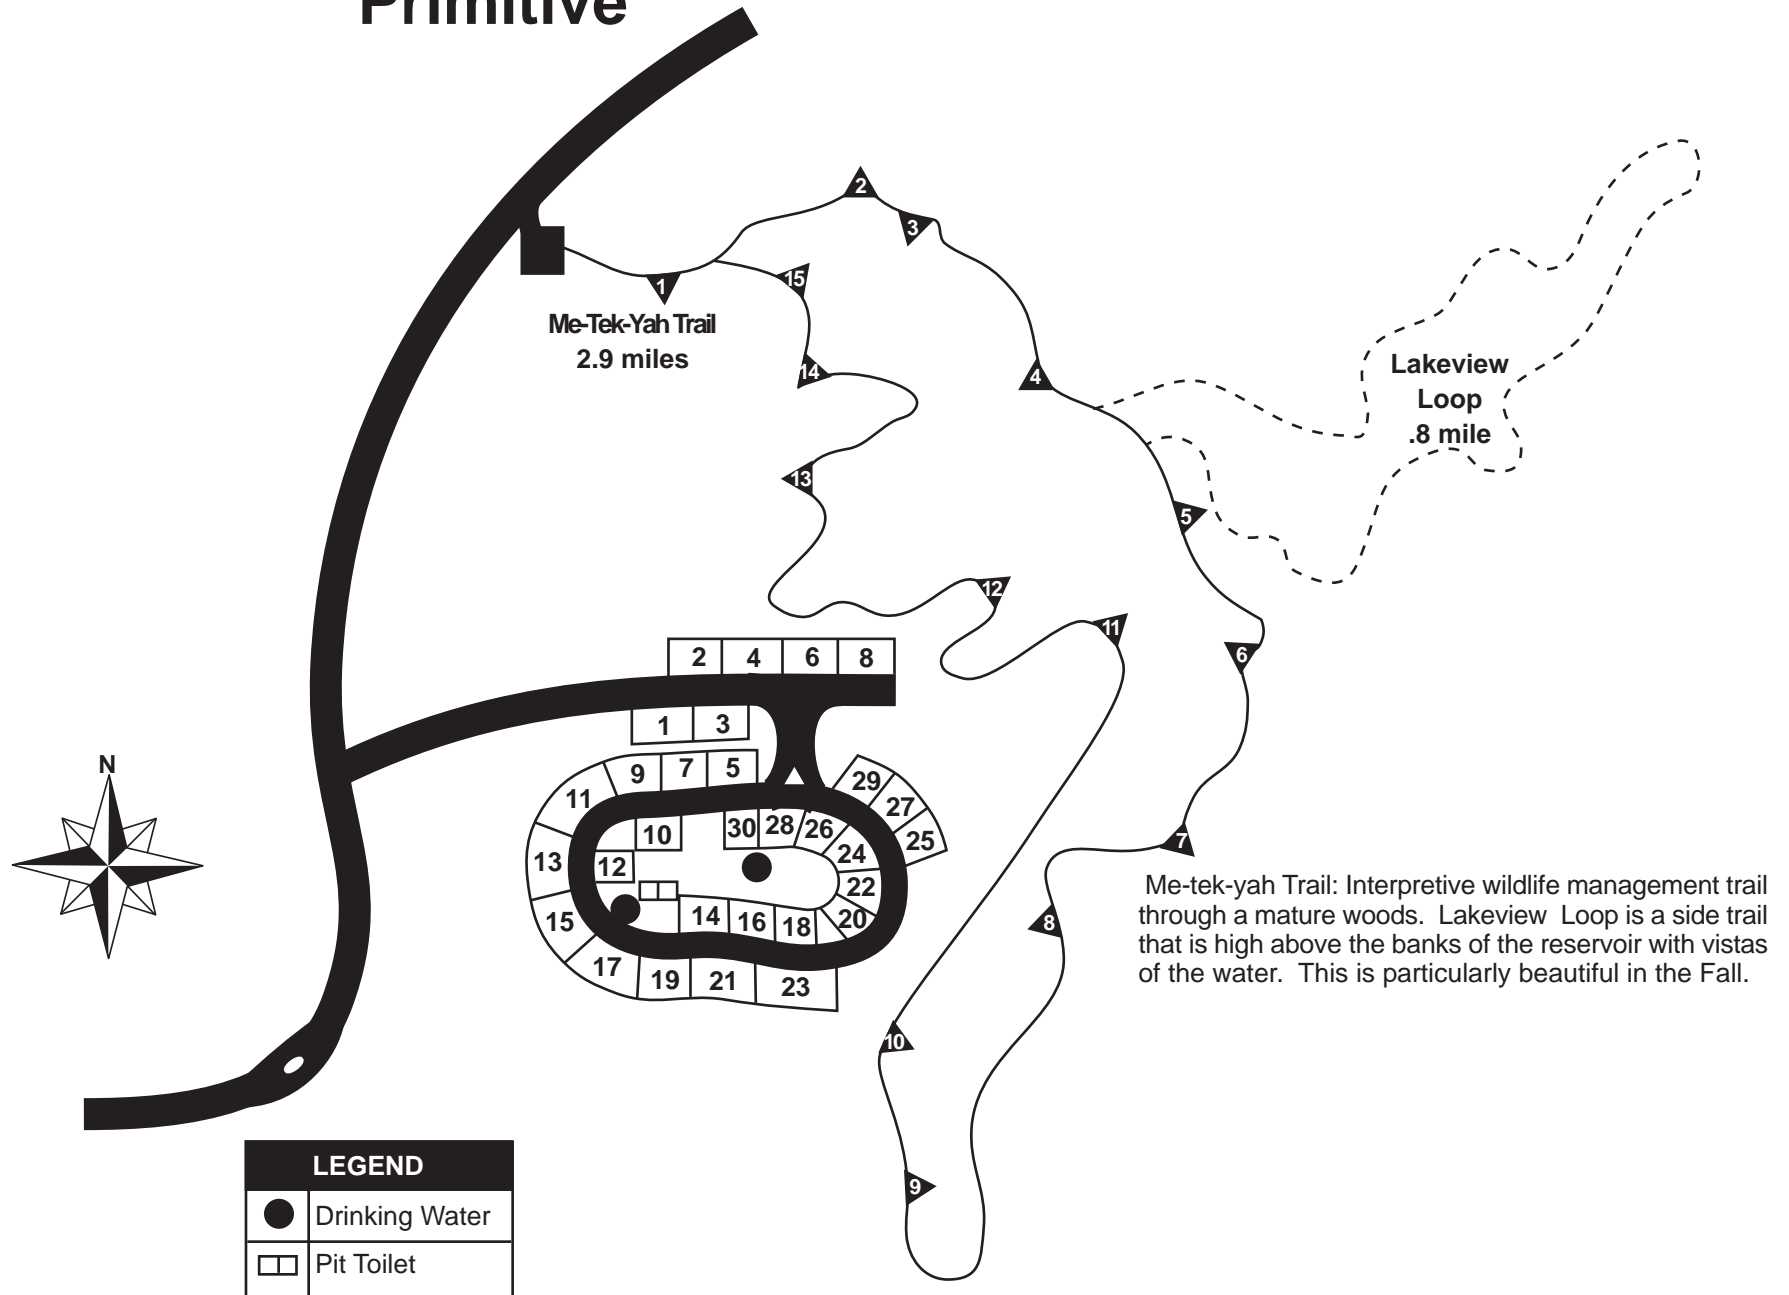 Primitive
2
3
15
1
Me-Tek-Yah Trail
2.9 miles
14
4
Lakeview
Loop
.8 mile
13
5
12
11
6
2 4 6 8
1 3
N
9 7 5
29
11
27
10
30 28 26
25
7
24
13
12
22
Me-tek-yah Trail: Interpretive wildlife management trail
through a mature woods. Lakeview Loop is a side trail
that is high above the banks of the reservoir with vistas
of the water. This is particularly beautiful in the Fall.
15
14 16 18 20
8
17
19 21 23
10
LEGEND
9
Drinking Water
Pit Toilet